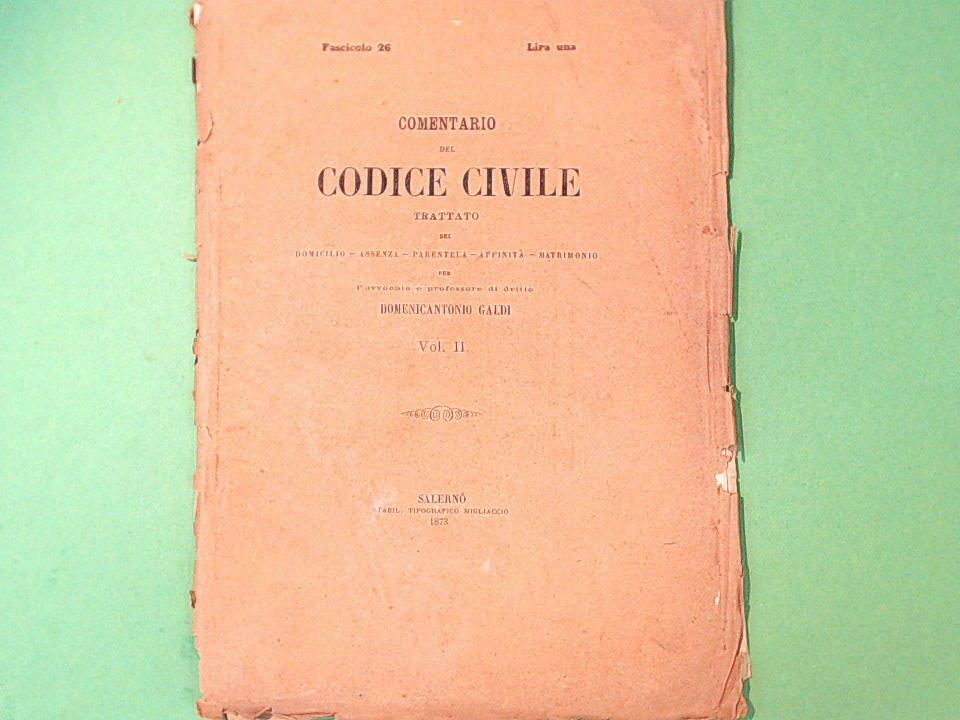 Fascicolo 26 Lira una
COMENTARIO
DEL
CODICE CIVILE
TRATTATO
DEL
DOMICILIO – ASSENZA – PARENTELA – AFFINITÀ – MATRIMONIO
PER
l'avvocato e professore di dritto
DOMENICANTONIO GALDI
Vol. II.
SALERNO
STABIL. TIPOGRAFICO MIGLIACCIO
1873